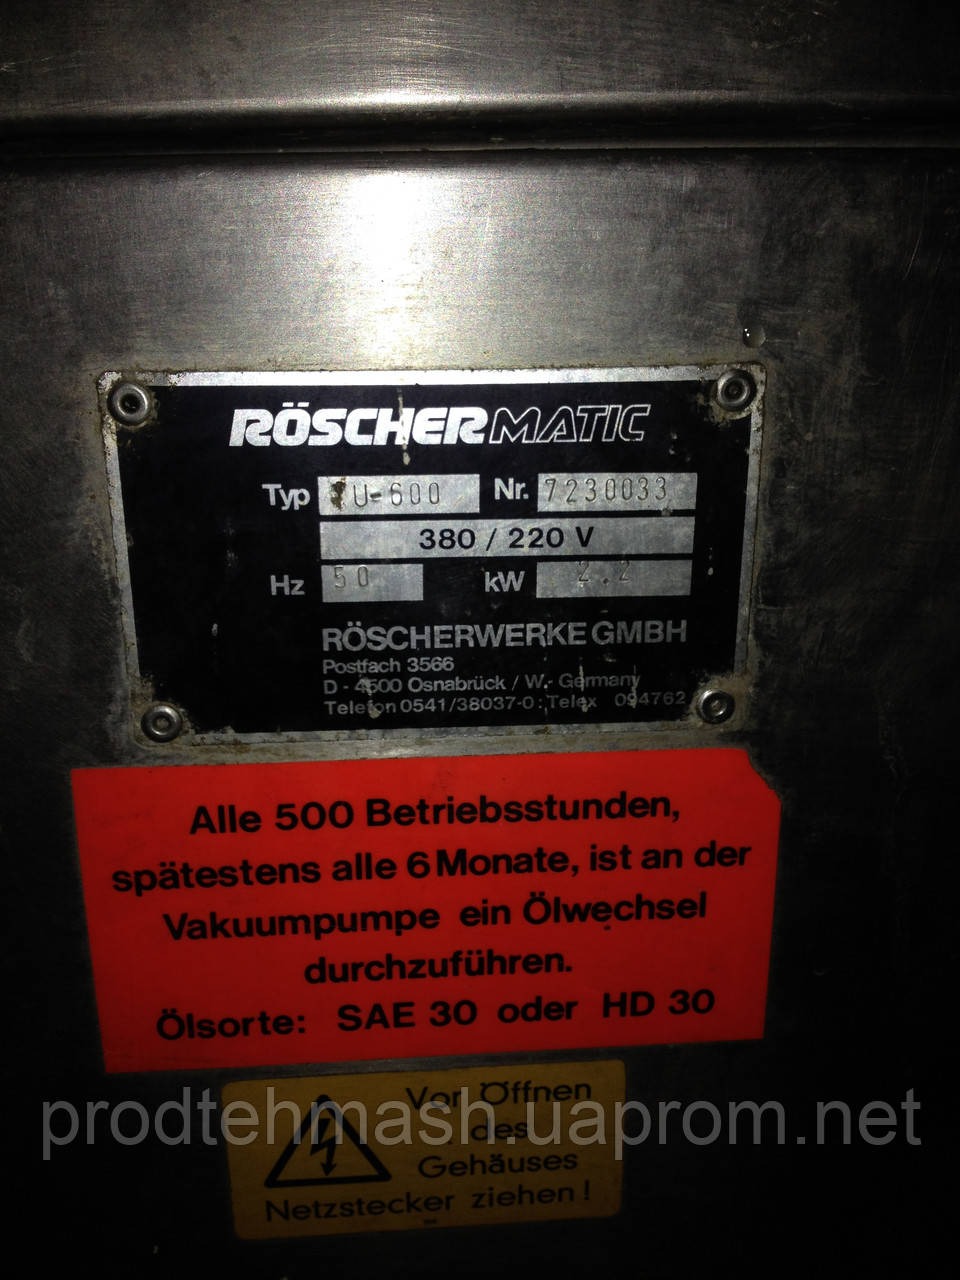 RÖSCHERMATIC
Typ U-600 Nr. 7230033
380 / 220 V
Hz 50 kW 2.2
RÖSCHERWERKE GMBH
Postfach 3566
D - 4500 Osnabrück / W.- Germany
Telefon 0541/38037-0 : Telex 094762
Alle 500 Betriebsstunden,
spätestens alle 6 Monate, ist an der
Vakuumpumpe ein Ölwechsel
durchzuführen.
Ölsorte: SAE 30 oder HD 30
Vor Öffnen
des
Gehäuses
Netzstecker ziehen!
prodtehmash.uaprom.net